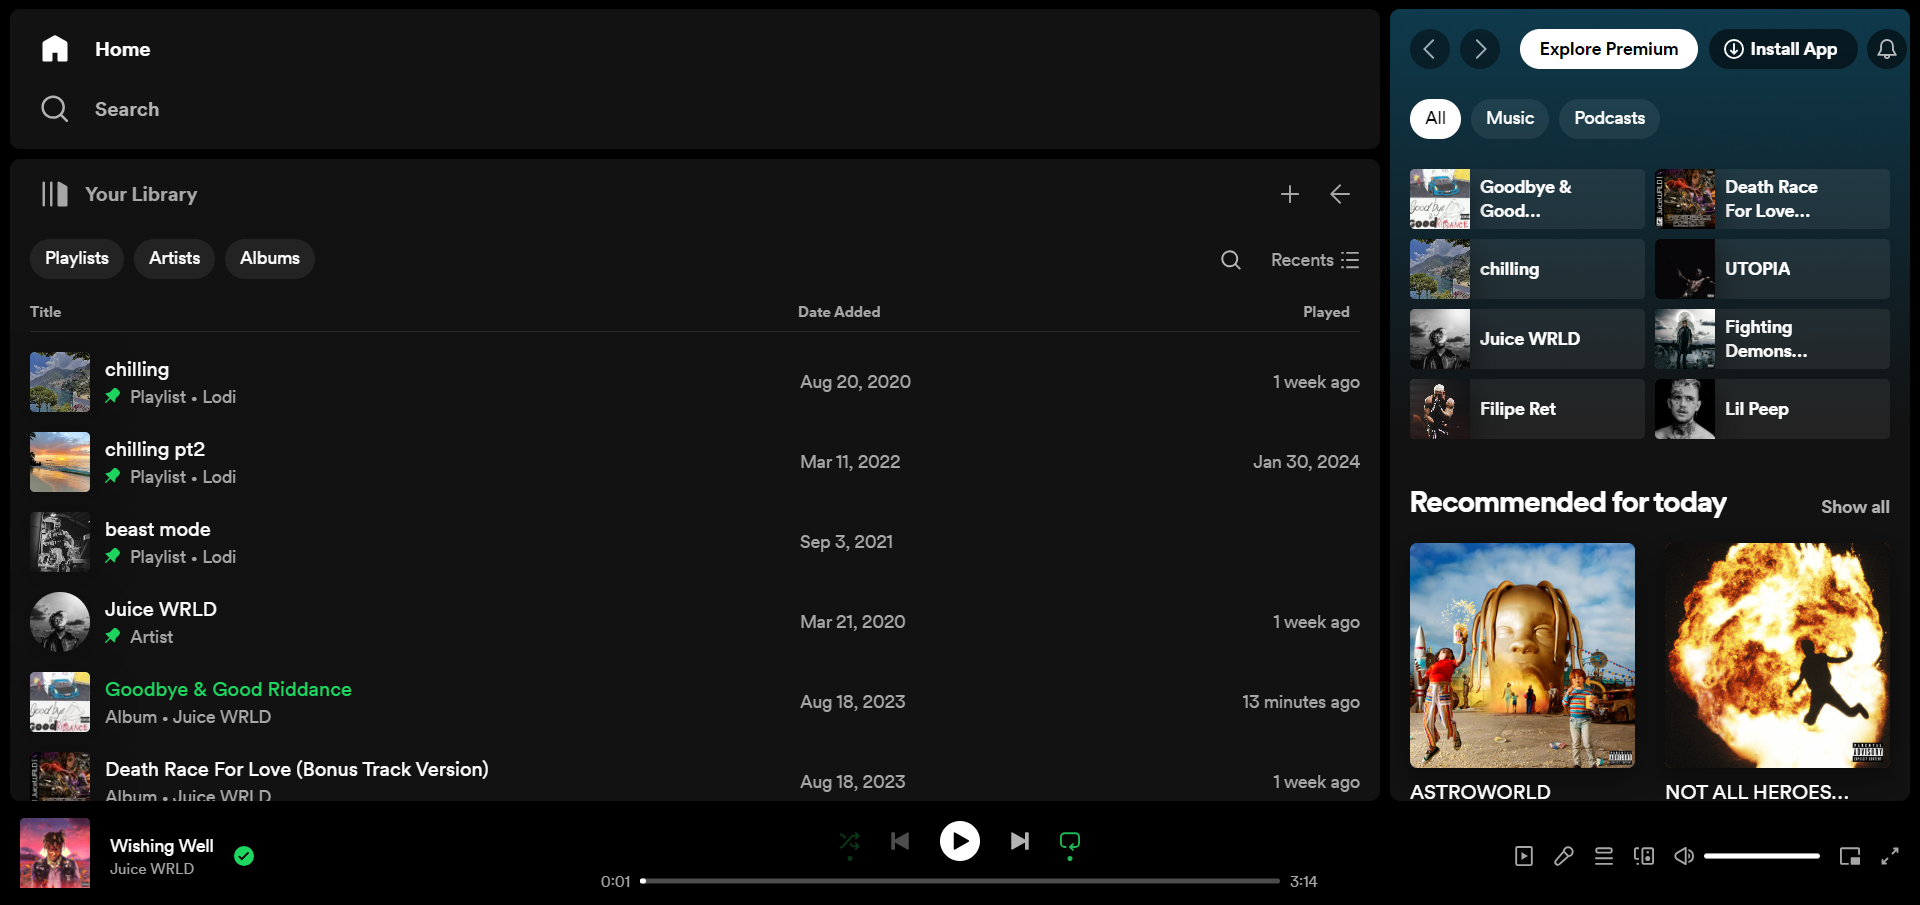 Home
Search
Your Library
Playlists
Artists
Albums
Recents
Title
Date Added
Played
chilling
Playlist • Lodi
Aug 20, 2020
1 week ago
chilling pt2
Playlist • Lodi
Mar 11, 2022
Jan 30, 2024
beast mode
Playlist • Lodi
Sep 3, 2021
Juice WRLD
Artist
Mar 21, 2020
1 week ago
Goodbye & Good Riddance
Album • Juice WRLD
Aug 18, 2023
13 minutes ago
Death Race For Love (Bonus Track Version)
Album • Juice WRLD
Aug 18, 2023
1 week ago
Explore Premium
Install App
All
Music
Podcasts
Goodbye &
Good...
Death Race
For Love...
chilling
UTOPIA
Juice WRLD
Fighting
Demons...
Filipe Ret
Lil Peep
Recommended for today
Show all
ASTROWORLD
NOT ALL HEROES...
Wishing Well
Juice WRLD
0:01
3:14